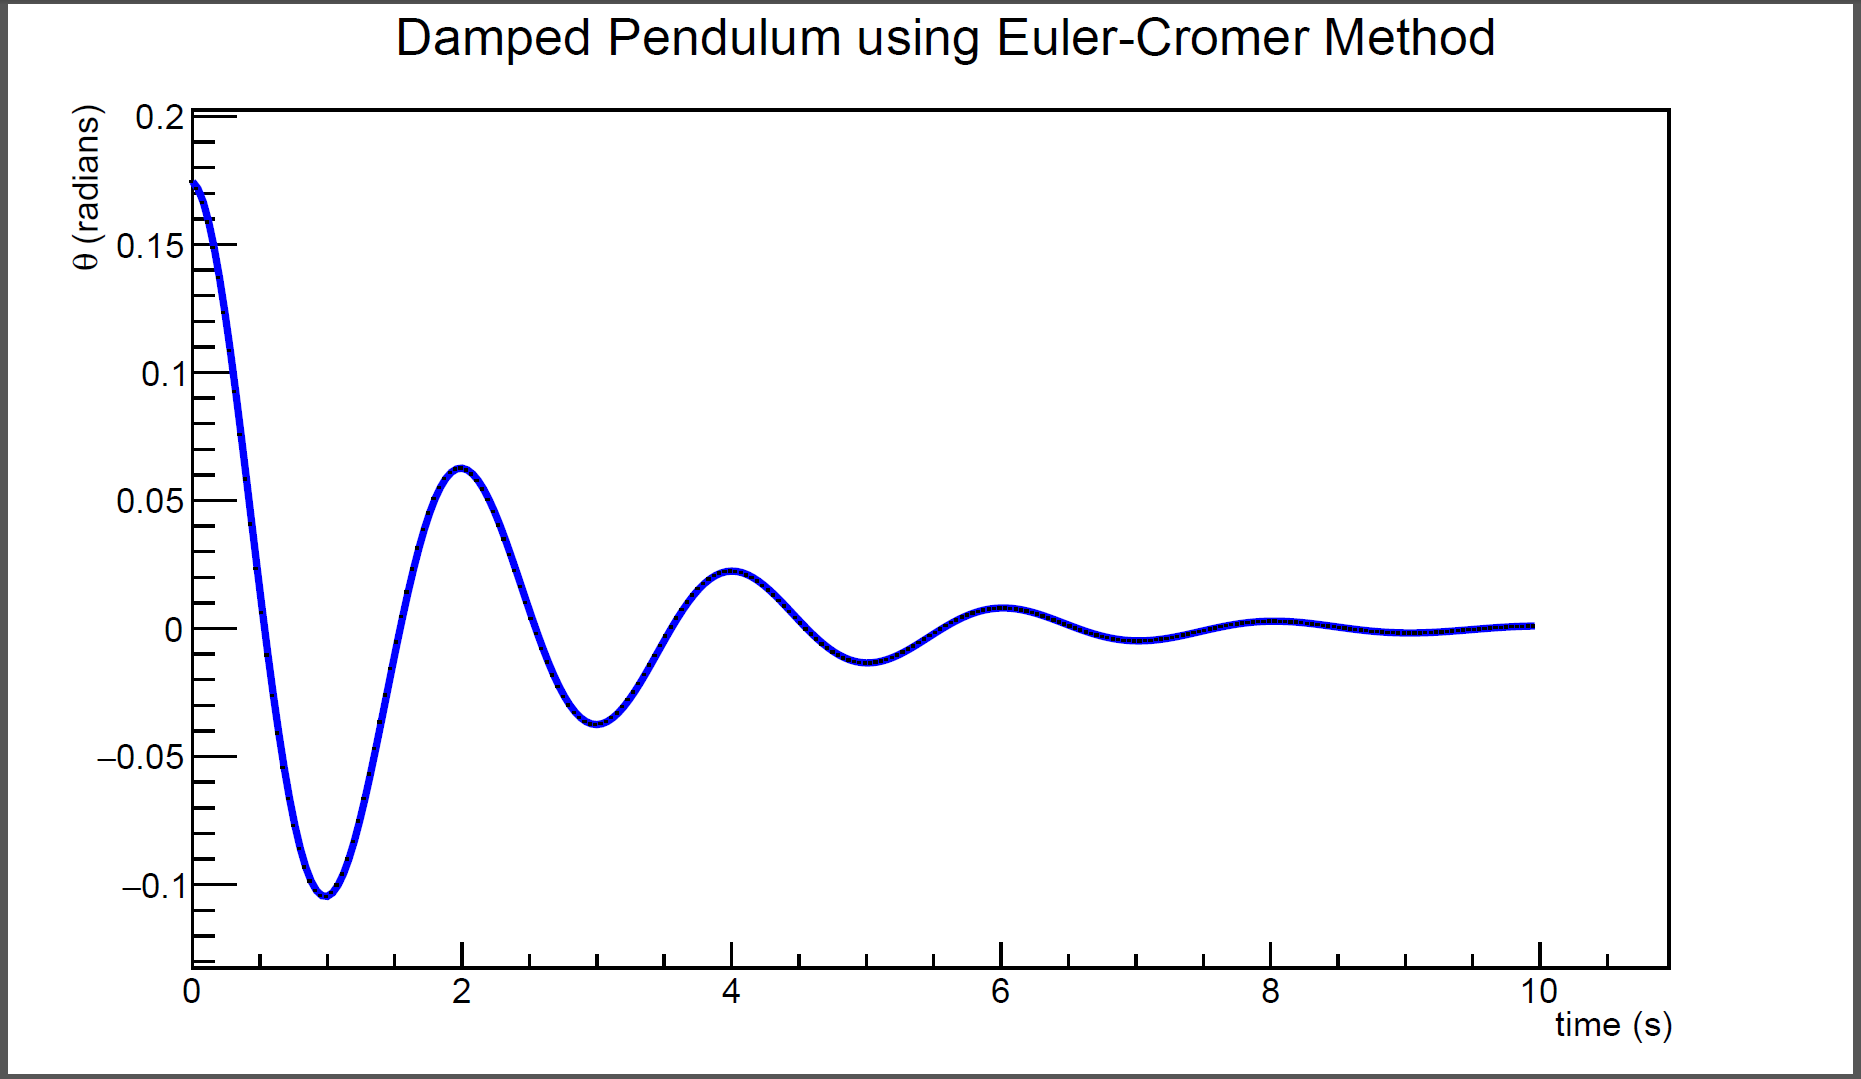 Damped Pendulum using Euler-Cromer Method
θ (radians)
0.2
0.15
0.1
0.05
0
−0.05
−0.1
0 2 4 6 8 10
time (s)